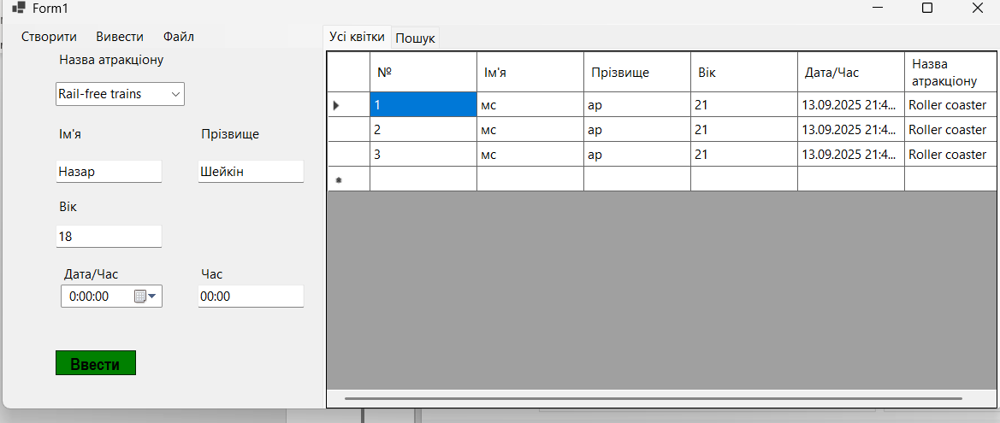 Form1
Створити Вивести Файл
Назва атракціону
Rail-free trains
Ім'я Прізвище
Назар Шейкін
Вік
18
Дата/Час Час
0:00:00 00:00
Ввести
Усі квітки Пошук
№ Ім'я Прізвище Вік Дата/Час Назва атракціону
1 мс ар 21 13.09.2025 21:4... Roller coaster
2 мс ар 21 13.09.2025 21:4... Roller coaster
3 мс ар 21 13.09.2025 21:4... Roller coaster